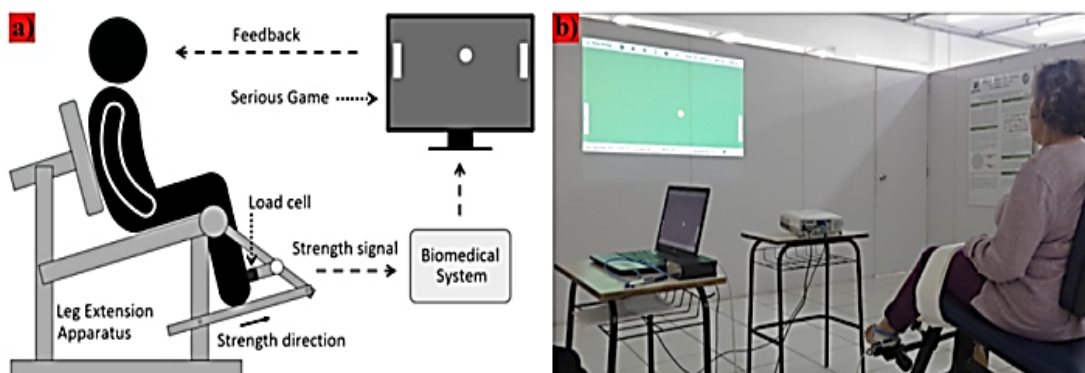 a)
Feedback
Serious Game
Load cell
Strength signal
Biomedical
System
Leg Extension
Apparatus
Strength direction
b)